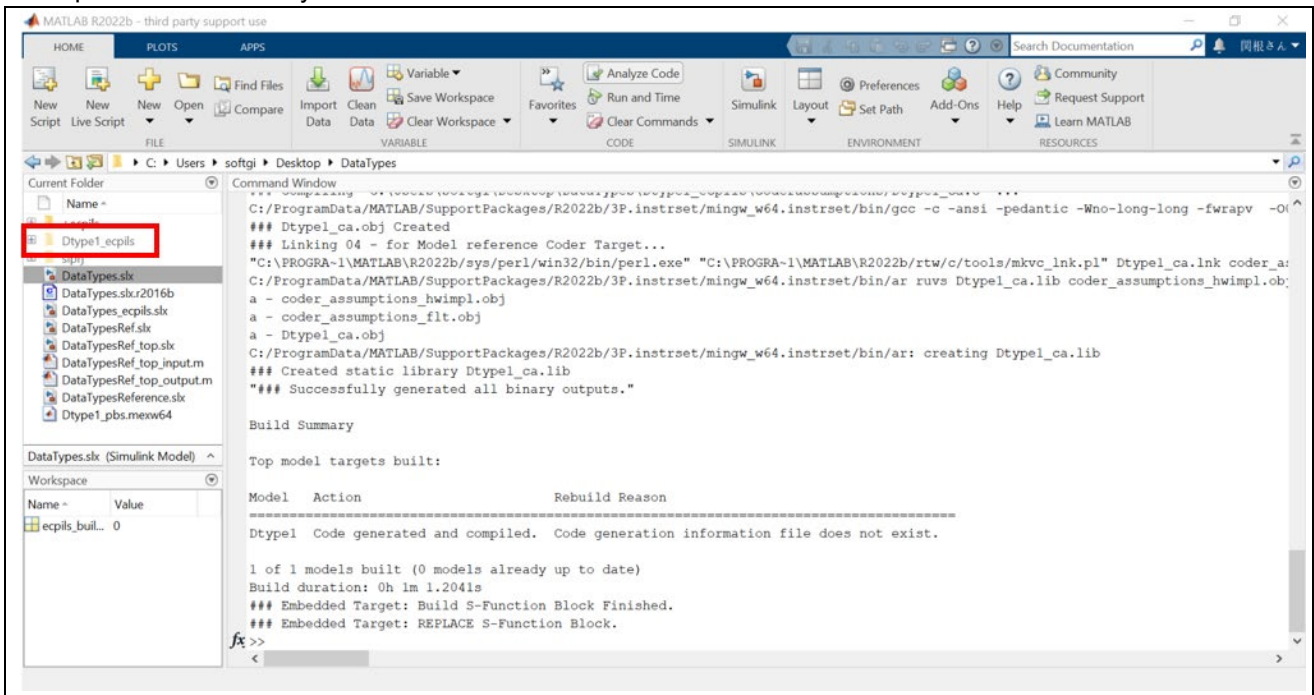 MATLAB R2022b - third party support use
HOME PLOTS APPS
Search Documentation
関根さん
New Script
New Live Script
New
Open
Find Files
Compare
Import Data
Clean Data
Variable
Save Workspace
Clear Workspace
Favorites
Analyze Code
Run and Time
Clear Commands
Simulink
Layout
Preferences
Set Path
Add-Ons
Help
Community
Request Support
Learn MATLAB
FILE VARIABLE CODE SIMULINK ENVIRONMENT RESOURCES
C: Users softgi Desktop DataTypes
Current Folder
Name
Dtype1_ecpils
DataTypes.slx
DataTypes.slx.r2016b
DataTypes_ecpils.slx
DataTypesRef.slx
DataTypesRef_top.slx
DataTypesRef_top_input.m
DataTypesRef_top_output.m
DataTypesReference.slx
Dtype1_pbs.mexw64
DataTypes.slx (Simulink Model)
Workspace
Name Value
ecpils_buil... 0
Command Window
C:/ProgramData/MATLAB/SupportPackages/R2022b/3P.instrset/mingw_w64.instrset/bin/gcc -c -ansi -pedantic -Wno-long-long -fwrapv
### Dtype1_ca.obj Created
### Linking 04 - for Model reference Coder Target...
"C:\PROGRA~1\MATLAB\R2022b/sys/perl/win32/bin/perl.exe" "C:\PROGRA~1\MATLAB\R2022b/rtw/c/tools/mkvc_lnk.pl" Dtype1_ca.lnk
C:/ProgramData/MATLAB/SupportPackages/R2022b/3P.instrset/mingw_w64.instrset/bin/ar ruvs Dtype1_ca.lib coder_assumptions_hwimpl.obj
a - coder_assumptions_hwimpl.obj
a - coder_assumptions_flt.obj
a - Dtype1_ca.obj
C:/ProgramData/MATLAB/SupportPackages/R2022b/3P.instrset/mingw_w64.instrset/bin/ar: creating Dtype1_ca.lib
### Created static library Dtype1_ca.lib
"### Successfully generated all binary outputs."
Build Summary
Top model targets built:
Model Action Rebuild Reason
==========================================================================================
Dtype1 Code generated and compiled. Code generation information file does not exist.
1 of 1 models built (0 models already up to date)
Build duration: 0h 1m 1.2041s
### Embedded Target: Build S-Function Block Finished.
### Embedded Target: REPLACE S-Function Block.
fx >>